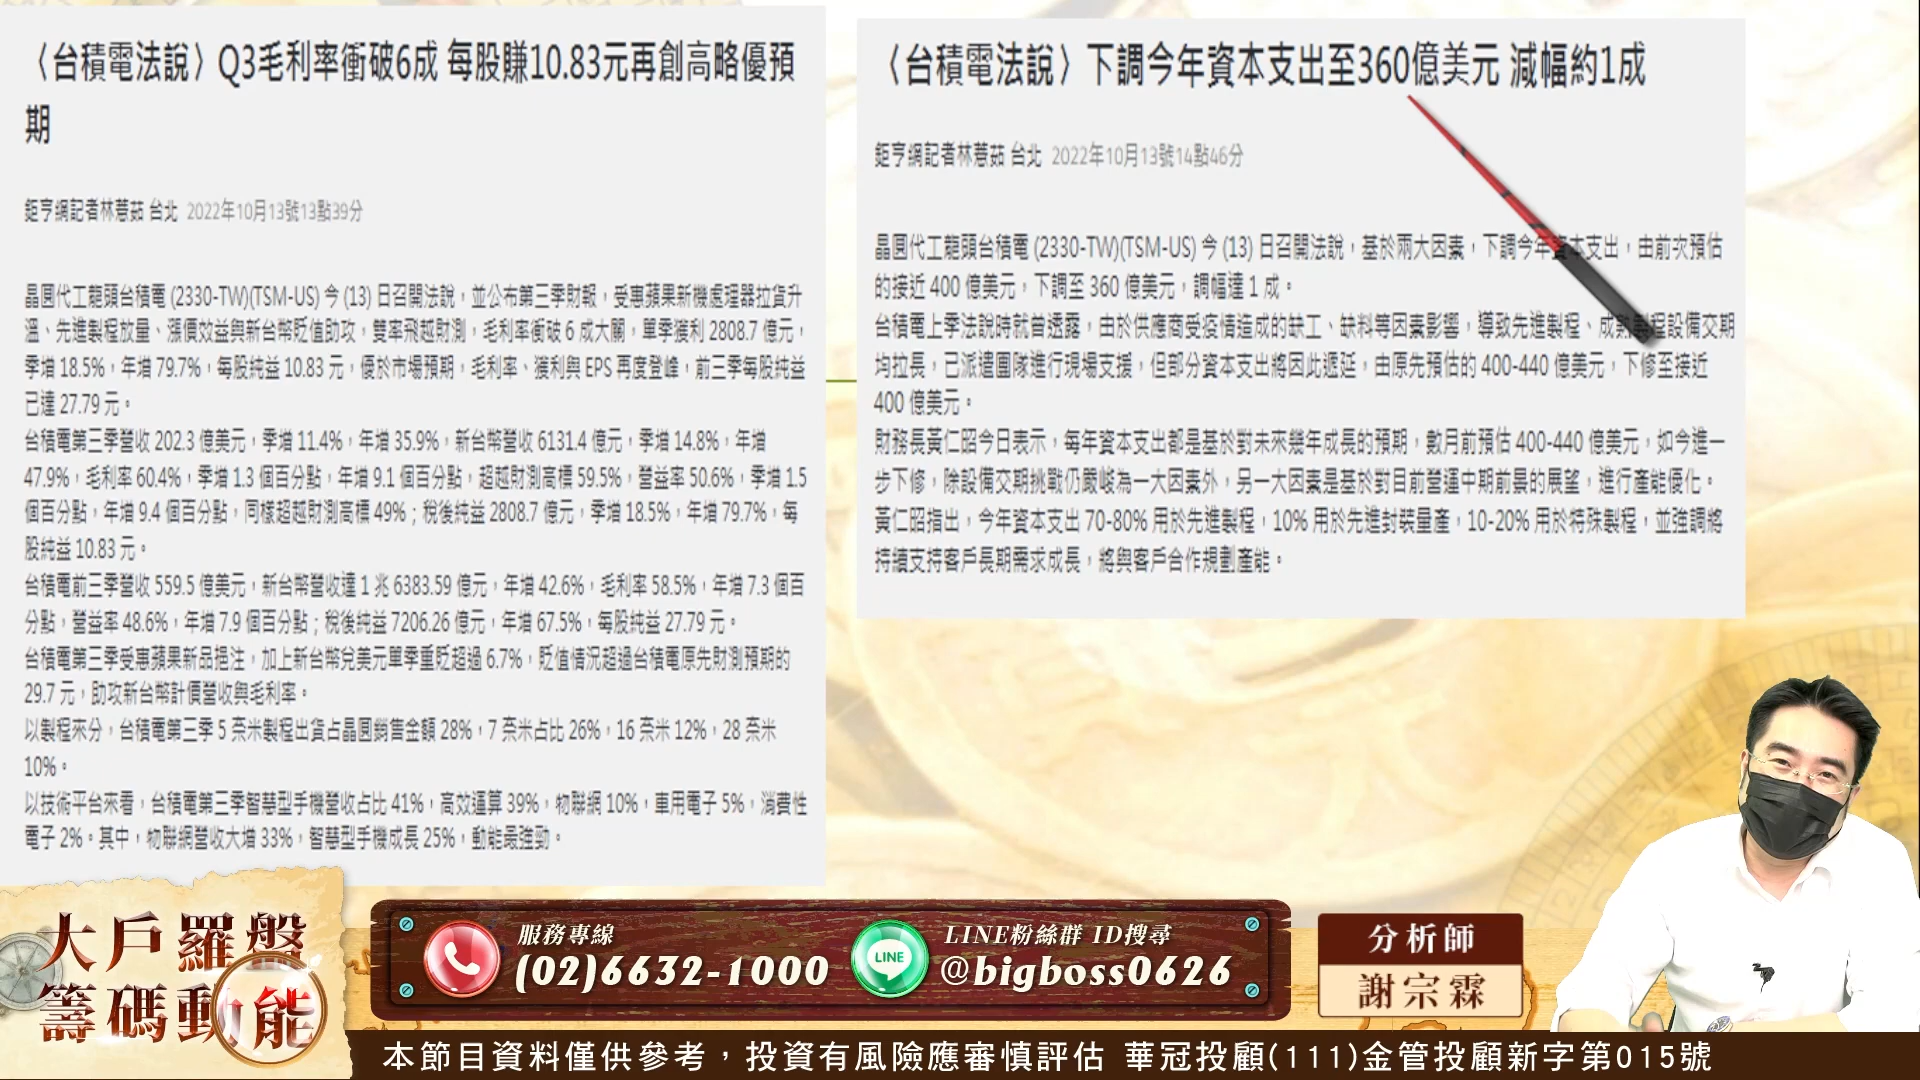 〈台積電法說〉Q3毛利率衝破6成 每股賺10.83元再創高略優預
期
鉅亨網記者林薏茹 台北 2022年10月13號13點39分
晶圓代工龍頭台積電 (2330-TW)(TSM-US) 今 (13) 日召開法說，並公布第三季財報，受惠蘋果新機處理器拉貨升
溫、先進製程放量、漲價效益與新台幣貶值助攻，雙率飛越財測，毛利率衝破 6 成大關，單季獲利 2808.7 億元，
季增 18.5%，年增 79.7%，每股純益 10.83 元，優於市場預期，毛利率、獲利與 EPS 再度登峰，前三季每股純益
已達 27.79 元。
台積電第三季營收 202.3 億美元，季增 11.4%，年增 35.9%，新台幣營收 6131.4 億元，季增 14.8%，年增
47.9%，毛利率 60.4%，季增 1.3 個百分點，年增 9.1 個百分點，超越財測高標 59.5%，營益率 50.6%，季增 1.5
個百分點，年增 9.4 個百分點，同樣超越財測高標 49%；稅後純益 2808.7 億元，季增 18.5%，年增 79.7%，每
股純益 10.83 元。
台積電前三季營收 559.5 億美元，新台幣營收達 1 兆 6383.59 億元，年增 42.6%，毛利率 58.5%，年增 7.3 個百
分點，營益率 48.6%，年增 7.9 個百分點；稅後純益 7206.26 億元，年增 67.5%，每股純益 27.79 元。
台積電第三季受惠蘋果新品挹注，加上新台幣兌美元單季重貶超過 6.7%，貶值情況超過台積電原先財測預期的
29.7 元，助攻新台幣計價營收與毛利率。
以製程來分，台積電第三季 5 奈米製程出貨占晶圓銷售金額 28%，7 奈米占比 26%，16 奈米 12%，28 奈米
10%。
以技術平台來看，台積電第三季智慧型手機營收占比 41%，高效運算 39%，物聯網 10%，車用電子 5%，消費性
電子 2%。其中，物聯網營收大增 33%，智慧型手機成長 25%，動能最強勁。
〈台積電法說〉下調今年資本支出至360億美元 減幅約1成
鉅亨網記者林薏茹 台北 2022年10月13號14點46分
晶圓代工龍頭台積電 (2330-TW)(TSM-US) 今 (13) 日召開法說，基於兩大因素，下調今年資本支出，由前次預估
的接近 400 億美元，下調至 360 億美元，調幅達 1 成。
台積電上季法說時就曾透露，由於供應商受疫情造成的缺工、缺料等因素影響，導致先進製程、成熟製程設備交期
均拉長，已派遣團隊進行現場支援，但部分資本支出將因此遞延，由原先預估的 400-440 億美元，下修至接近
400 億美元。
財務長黃仁昭今日表示，每年資本支出都是基於對未來幾年成長的預期，數月前預估 400-440 億美元，如今進一
步下修，除設備交期挑戰仍嚴峻為一大因素外，另一大因素是基於對目前營運中期前景的展望，進行產能優化。
黃仁昭指出，今年資本支出 70-80% 用於先進製程，10% 用於先進封裝量產，10-20% 用於特殊製程，並強調將
持續支持客戶長期需求成長，將與客戶合作規劃產能。
大戶羅盤
籌碼動能
服務專線
(02)6632-1000
LINE
LINE粉絲群 ID搜尋
@bigboss0626
分析師
謝宗霖
本節目資料僅供參考，投資有風險應審慎評估 華冠投顧(111)金管投顧新字第015號